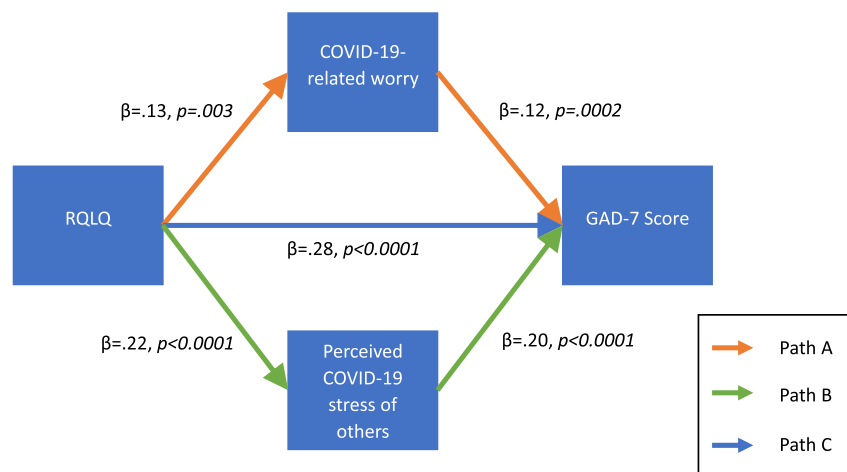 COVID-19-
related worry
β=.13, p=.003
β=.12, p=.0002
RQLQ
GAD-7 Score
β=.28, p<0.0001
β=.22, p<0.0001
β=.20, p<0.0001
Perceived
COVID-19
stress of
others
Path A
Path B
Path C